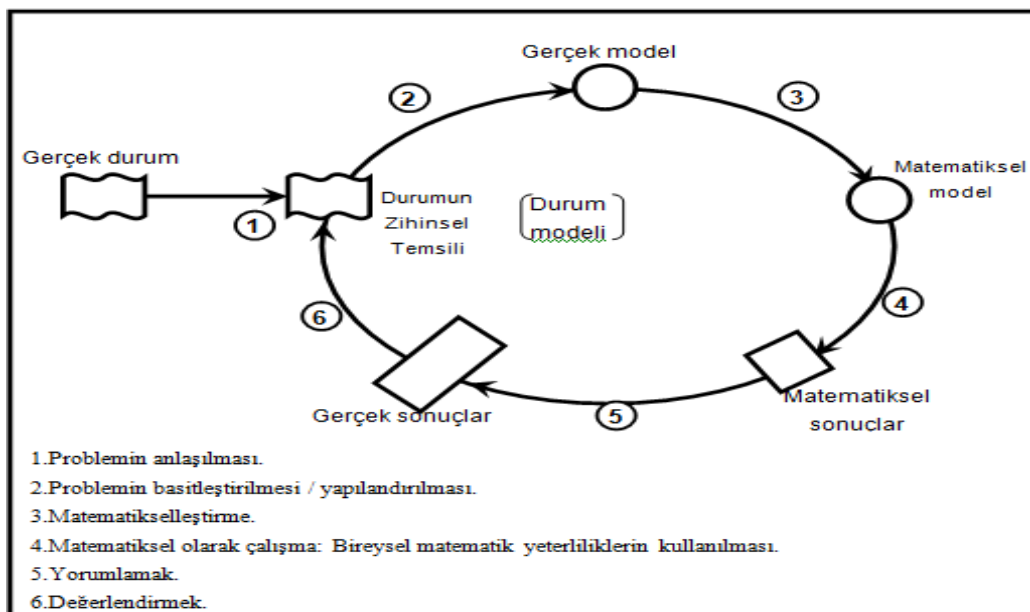 Gerçek model
2
3
Gerçek durum
Matematiksel
model
1
Durumun
Zihinsel
Temsili
Durum
modeli
6
4
Gerçek sonuçlar
5
Matematiksel
sonuçlar
1.Problemin anlaşılması.
2.Problemin basitleştirilmesi / yapılandırılması.
3.Matematikselleştirme.
4.Matematiksel olarak çalışma: Bireysel matematik yeterliliklerin kullanılması.
5.Yorumlamak.
6.Değerlendirmek.